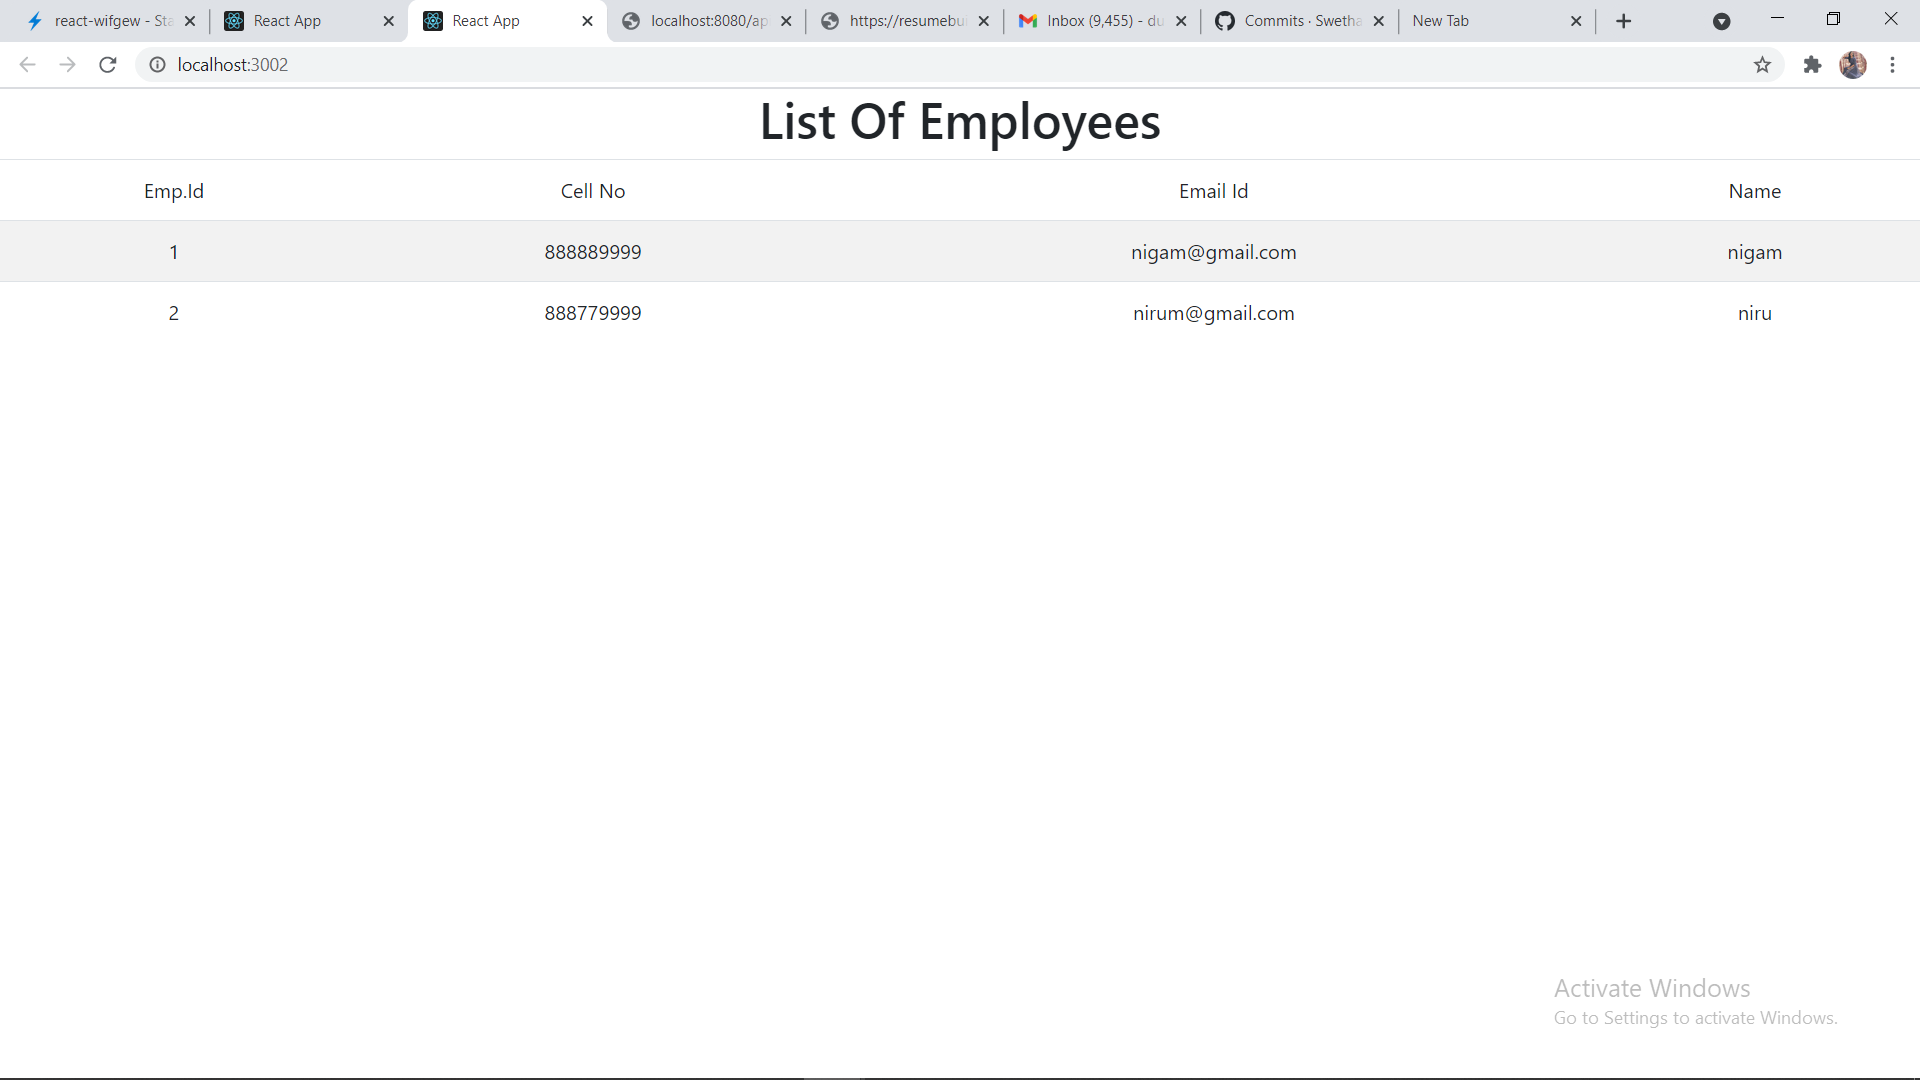 react-wifgew - Sta
React App
React App
localhost:8080/ap
https://resumebui
Inbox (9,455) - du
Commits · Swetha
New Tab
localhost:3002
List Of Employees
Emp.Id Cell No Email Id Name
1 888889999 nigam@gmail.com nigam
2 888779999 nirum@gmail.com niru
Activate Windows
Go to Settings to activate Windows.